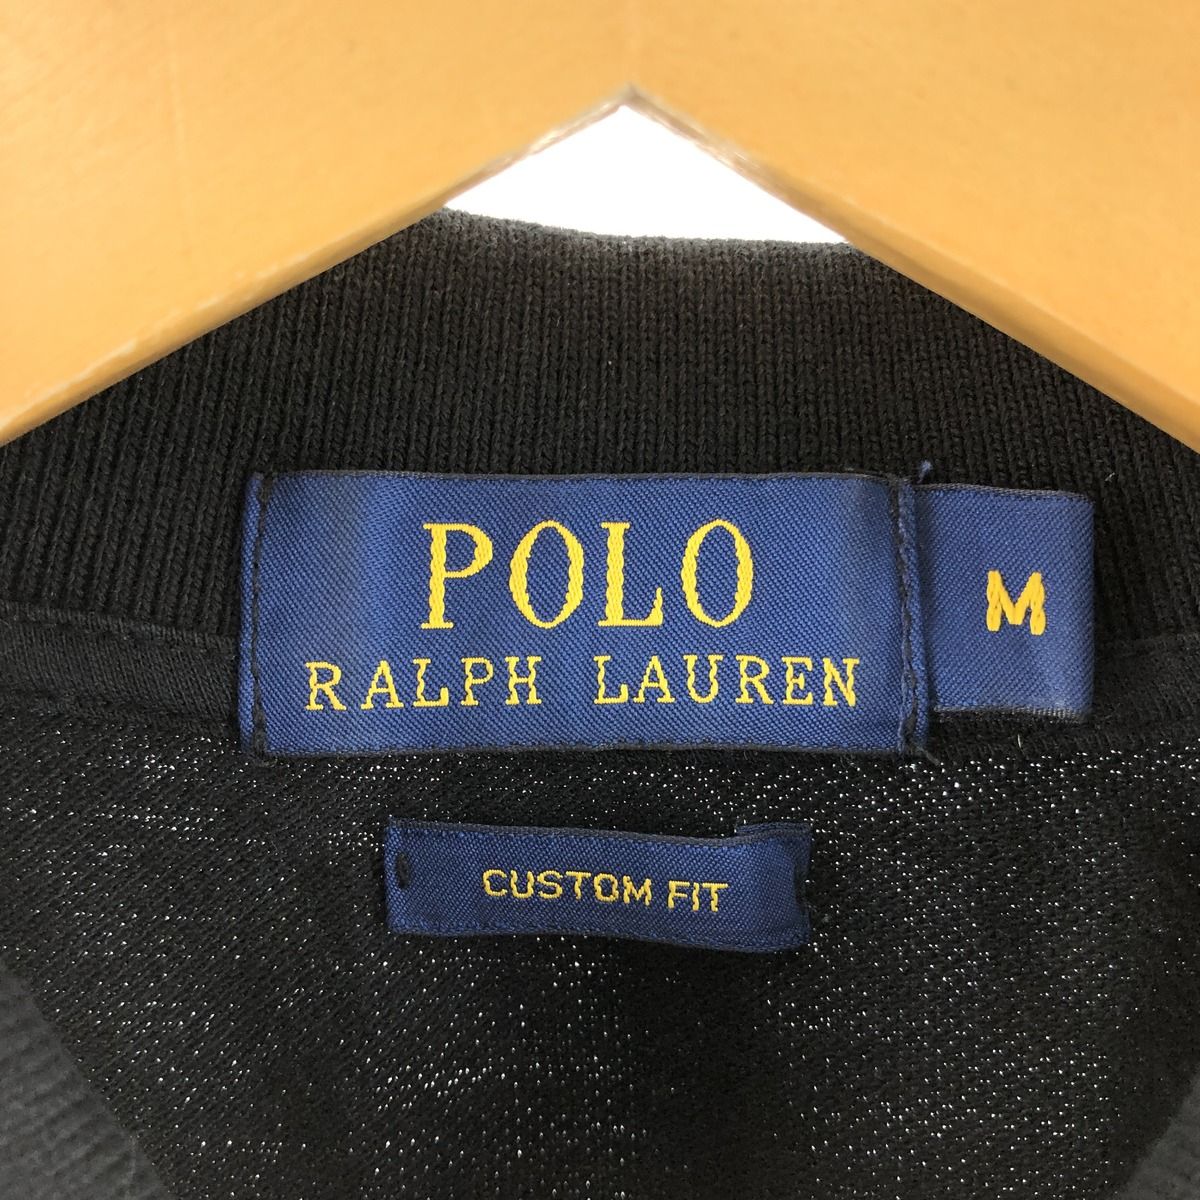 POLO
RALPH LAUREN
M
CUSTOM FIT